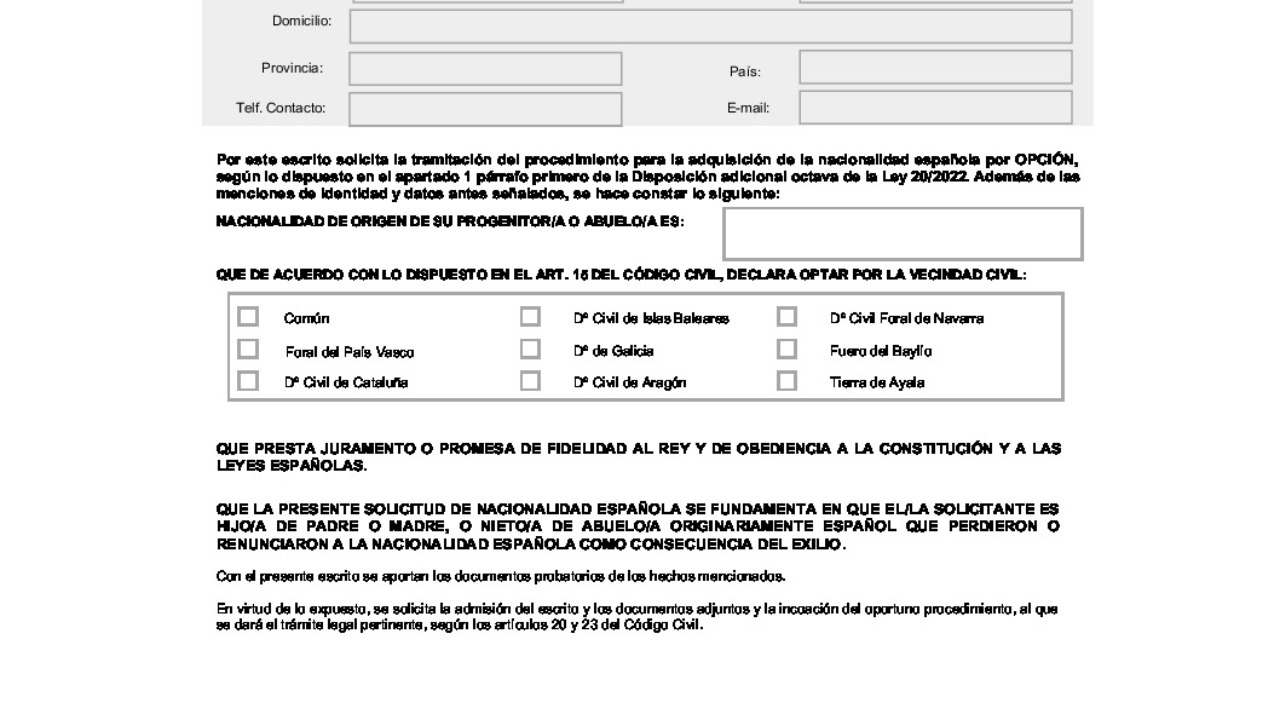 Domicilio:
Provincia:
País:
Telf. Contacto:
E-mail:
Por este escrito solicita la tramitación del procedimiento para la adquisición de la nacionalidad española por OPCIÓN,
según lo dispuesto en el apartado 1 párrafo primero de la Disposición adicional octava de la Ley 20/2022. Además de las
menciones de identidad y datos antes señalados, se hace constar lo siguiente:
NACIONALIDAD DE ORIGEN DE SU PROGENITOR/A O ABUELO/A ES:
QUE DE ACUERDO CON LO DISPUESTO EN EL ART. 15 DEL CÓDIGO CIVIL, DECLARA OPTAR POR LA VECINDAD CIVIL:
Común
Dº Civil de Islas Baleares
Dº Civil Foral de Navarra
Foral del País Vasco
Dº de Galicia
Fuero del Baylío
Dº Civil de Cataluña
Dº Civil de Aragón
Tierra de Ayala
QUE PRESTA JURAMENTO O PROMESA DE FIDELIDAD AL REY Y DE OBEDIENCIA A LA CONSTITUCIÓN Y A LAS
LEYES ESPAÑOLAS.
QUE LA PRESENTE SOLICITUD DE NACIONALIDAD ESPAÑOLA SE FUNDAMENTA EN QUE EL/LA SOLICITANTE ES
HIJO/A DE PADRE O MADRE, O NIETO/A DE ABUELO/A ORIGINARIAMENTE ESPAÑOL QUE PERDIERON O
RENUNCIARON A LA NACIONALIDAD ESPAÑOLA COMO CONSECUENCIA DEL EXILIO.
Con el presente escrito se aportan los documentos probatorios de los hechos mencionados.
En virtud de lo expuesto, se solicita la admisión del escrito y los documentos adjuntos y la incoación del oportuno procedimiento, al que
se dará el trámite legal pertinente, según los artículos 20 y 23 del Código Civil.